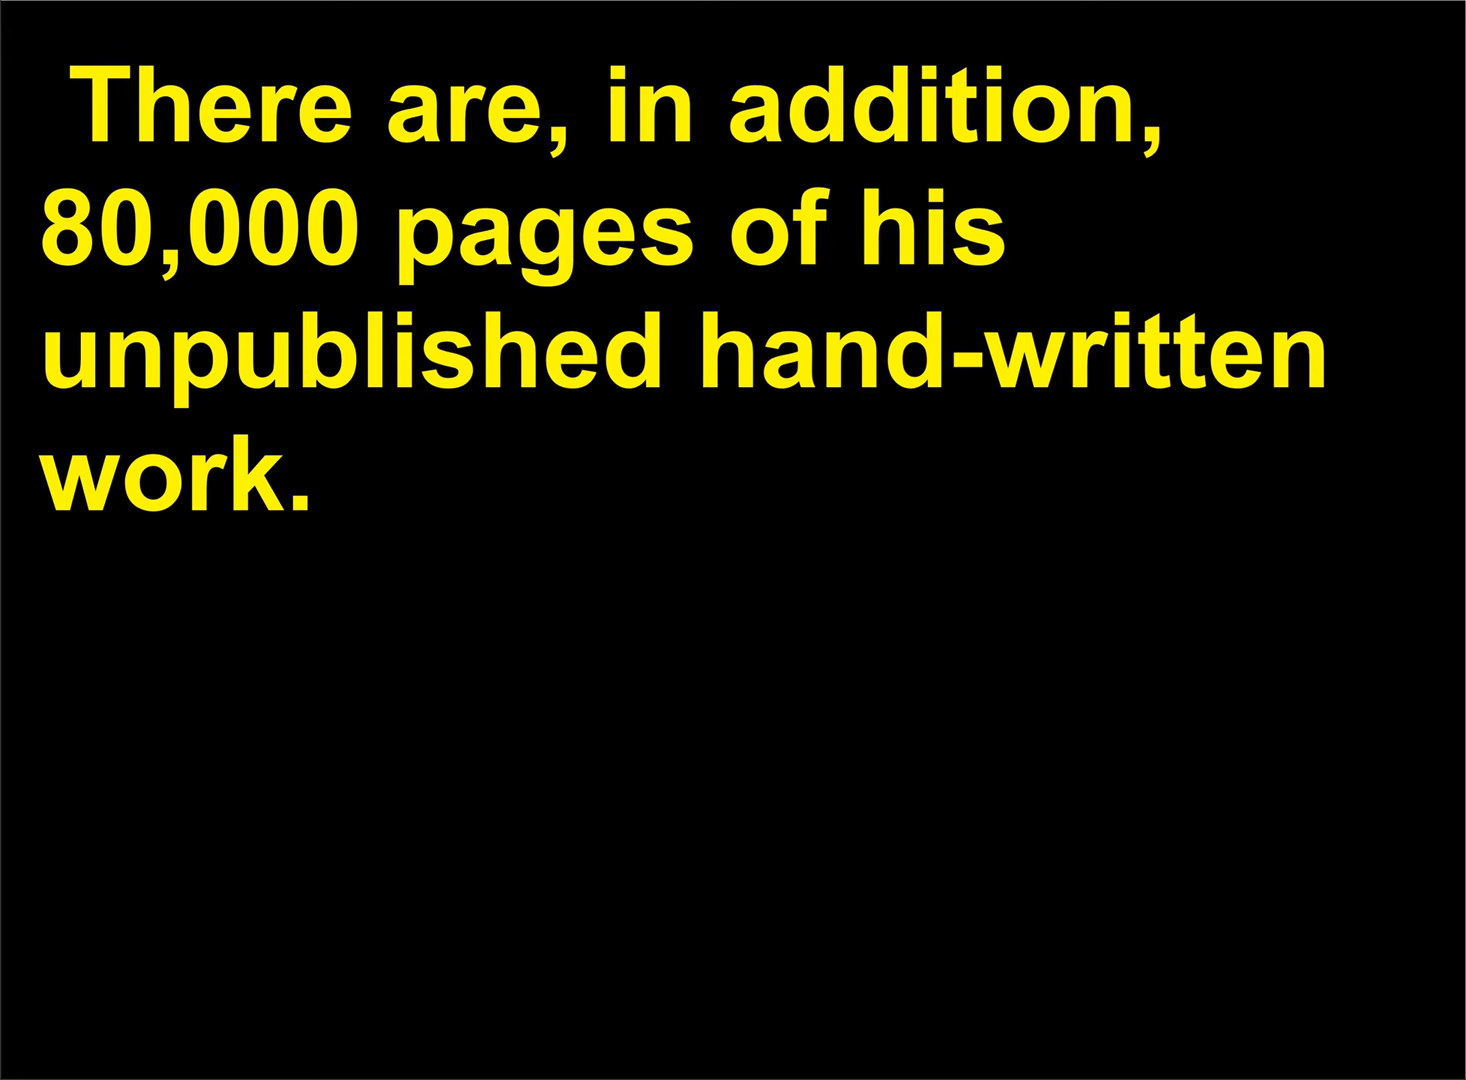 There are, in addition,
80,000 pages of his
unpublished hand-written
work.